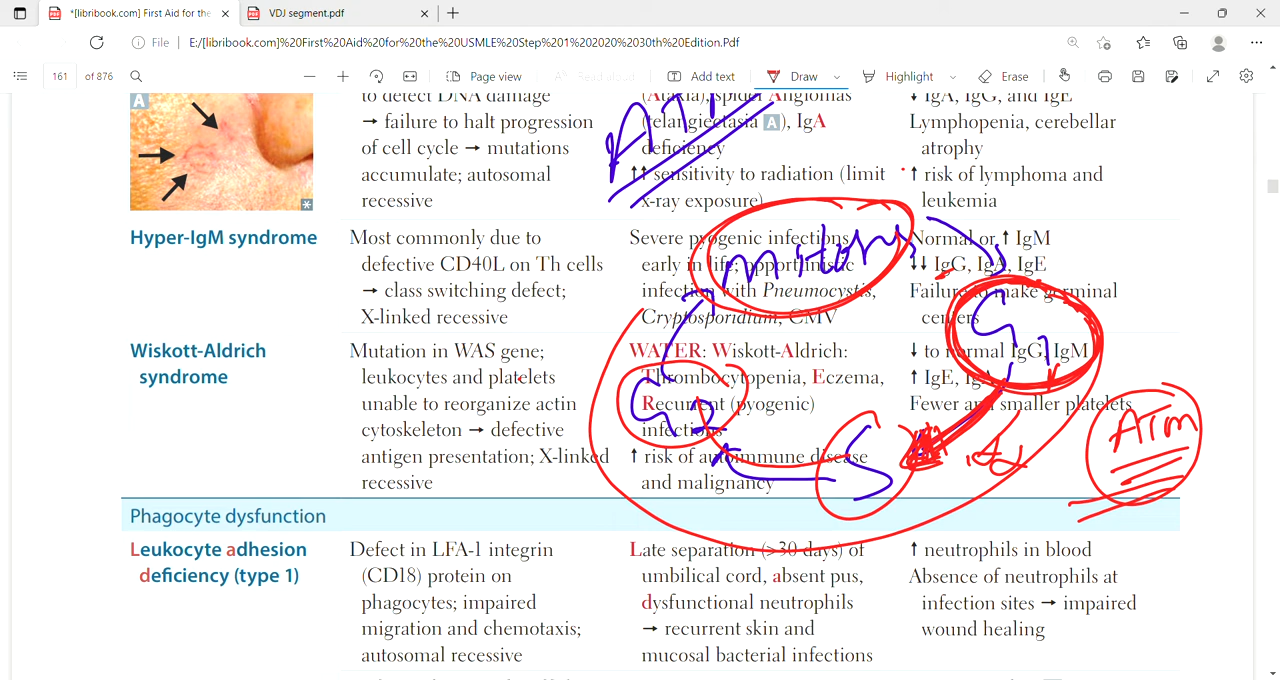 *[libribook.com] First Aid for the
VDJ segment.pdf
File
E:/[libribook.com]%20First%20Aid%20for%20the%20USMLE%20Step%201%202020%2030th%20Edition.Pdf
161 of 876
Page view
Read aloud
Add text
Draw
Highlight
Erase
A
to detect DNA damage
→ failure to halt progression
of cell cycle → mutations
accumulate; autosomal
recessive
(Ataxia), spider Angiomas
(telangiectasia A), IgA
deficiency
↑↑ sensitivity to radiation (limit
x-ray exposure)
↓ IgA, IgG, and IgE
Lymphopenia, cerebellar
atrophy
↑ risk of lymphoma and
leukemia
Hyper-IgM syndrome
Most commonly due to
defective CD40L on Th cells
→ class switching defect;
X-linked recessive
Severe pyogenic infections
early in life; opportunistic
infection with Pneumocystis,
Cryptosporidium, CMV
Normal or ↑ IgM
↓↓ IgG, IgA, IgE
Failure to make germinal
centers
Wiskott-Aldrich
syndrome
Mutation in WAS gene;
leukocytes and platelets
unable to reorganize actin
cytoskeleton → defective
antigen presentation; X-linked
recessive
WATER: Wiskott-Aldrich:
Thrombocytopenia, Eczema,
Recurrent (pyogenic)
infections
↑ risk of autoimmune disease
and malignancy
↓ to normal IgG, IgM
↑ IgE, IgA
Fewer and smaller platelets
G1
G2
S
ATM
Phagocyte dysfunction
Leukocyte adhesion
deficiency (type 1)
Defect in LFA-1 integrin
(CD18) protein on
phagocytes; impaired
migration and chemotaxis;
autosomal recessive
Late separation (>30 days) of
umbilical cord, absent pus,
dysfunctional neutrophils
→ recurrent skin and
mucosal bacterial infections
↑ neutrophils in blood
Absence of neutrophils at
infection sites → impaired
wound healing